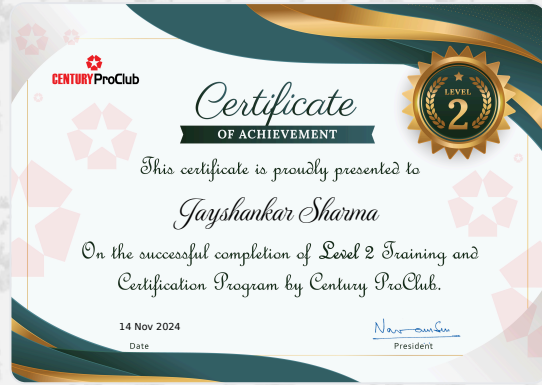 CENTURY ProClub
LEVEL
2
Certificate
OF ACHIEVEMENT
This certificate is proudly presented to
Jayshankar Sharma
On the successful completion of Level 2 Training and
Certification Program by Century ProClub.
14 Nov 2024
Date
President